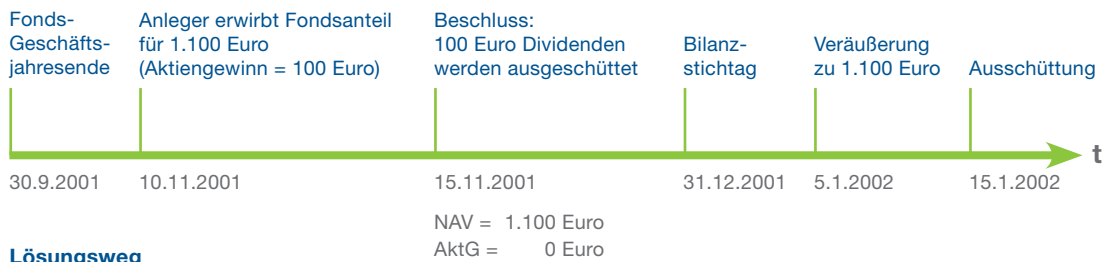 Fonds-
Geschäfts-
jahresende
Anleger erwirbt Fondsanteil
für 1.100 Euro
(Aktiengewinn = 100 Euro)
Beschluss:
100 Euro Dividenden
werden ausgeschüttet
Bilanz-
stichtag
Veräußerung
zu 1.100 Euro
Ausschüttung
t
30.9.2001
10.11.2001
15.11.2001
31.12.2001
5.1.2002
15.1.2002
NAV = 1.100 Euro
AktG = 0 Euro
Lösungsweg